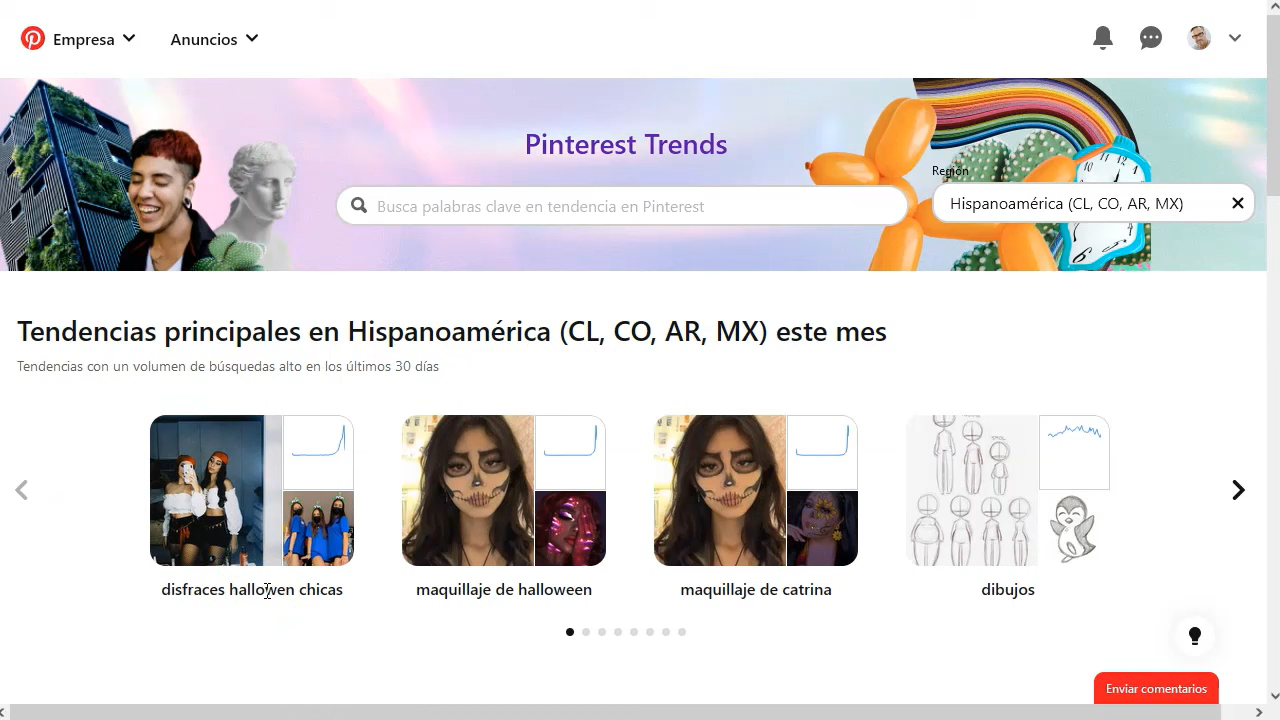 Empresa
Anuncios
Pinterest Trends
Región
Busca palabras clave en tendencia en Pinterest
Hispanoamérica (CL, CO, AR, MX)
Tendencias principales en Hispanoamérica (CL, CO, AR, MX) este mes
Tendencias con un volumen de búsquedas alto en los últimos 30 días
disfraces hallowen chicas
maquillaje de halloween
maquillaje de catrina
dibujos
Enviar comentarios